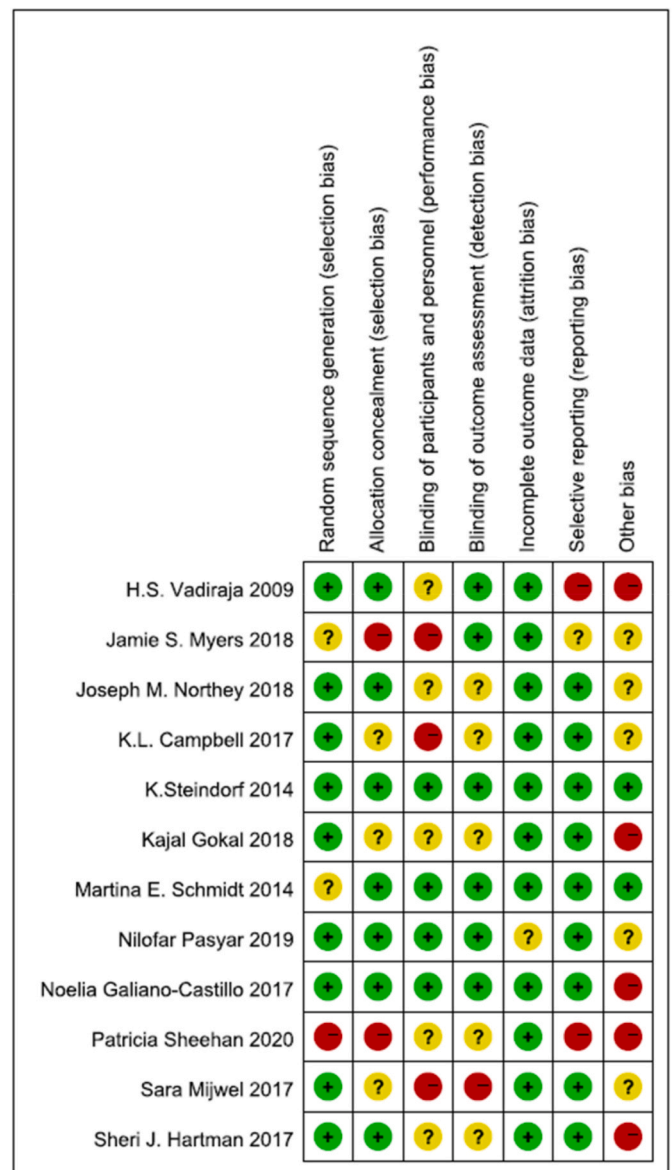 Random sequence generation (selection bias)
Allocation concealment (selection bias)
Blinding of participants and personnel (performance bias)
Blinding of outcome assessment (detection bias)
Incomplete outcome data (attrition bias)
Selective reporting (reporting bias)
Other bias
H.S. Vadiraja 2009 + + ? + + - -
Jamie S. Myers 2018 ? - - + + ? ?
Joseph M. Northey 2018 + + ? ? + + ?
K.L. Campbell 2017 + ? - ? + + ?
K.Steindorf 2014 + + + + + + +
Kajal Gokal 2018 + ? ? ? + + -
Martina E. Schmidt 2014 ? + + + + + +
Nilofar Pasyar 2019 + + + + ? + ?
Noelia Galiano-Castillo 2017 + + + + + + -
Patricia Sheehan 2020 - - ? ? + - -
Sara Mijwel 2017 + ? - - + + ?
Sheri J. Hartman 2017 + + ? ? + + -